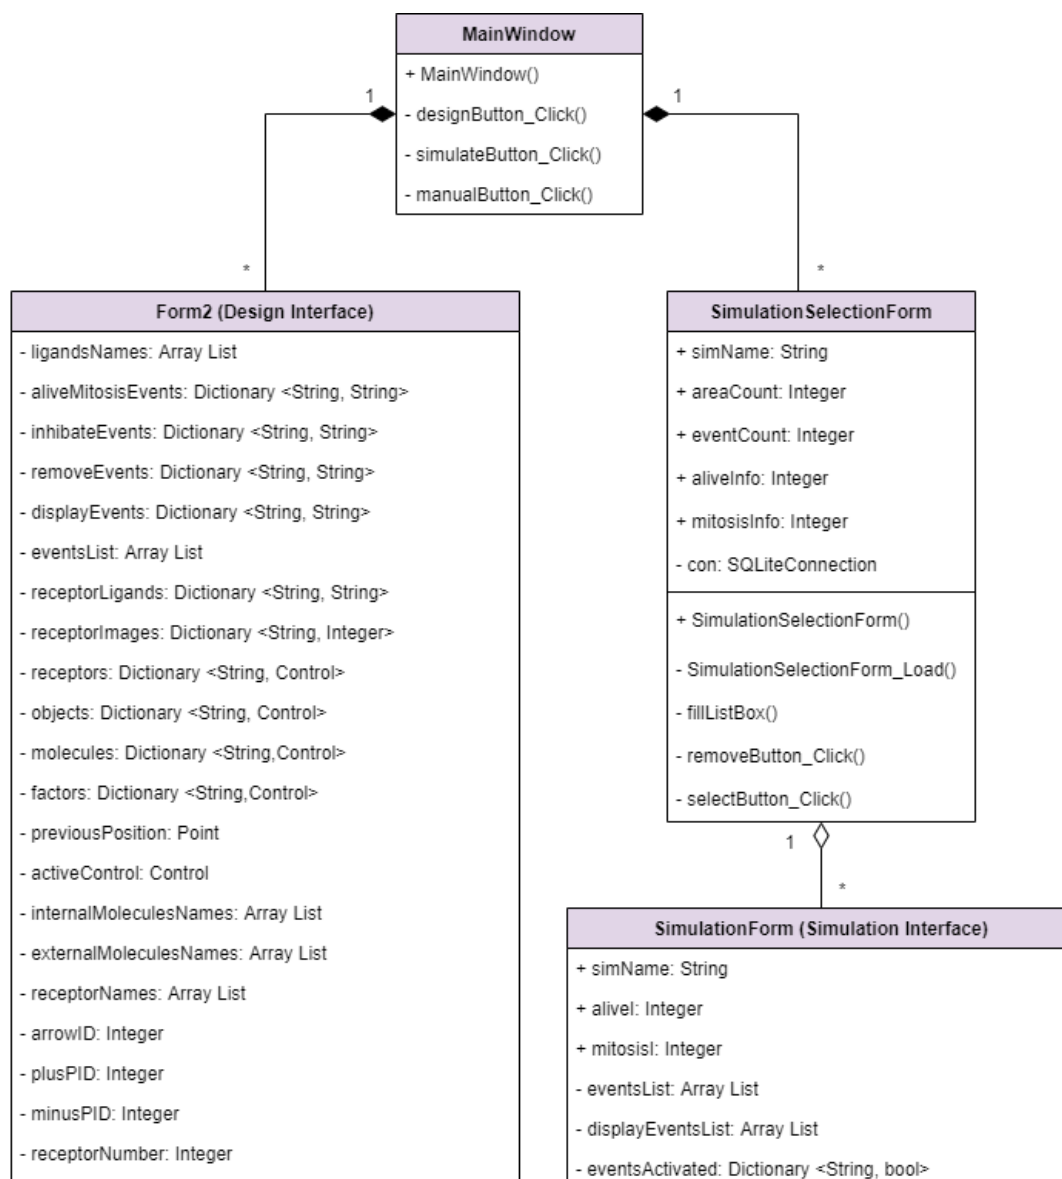 MainWindow
+ MainWindow()
- designButton_Click()
- simulateButton_Click()
- manualButton_Click()
1
1
*
*
Form2 (Design Interface)
- ligandsNames: Array List
- aliveMitosisEvents: Dictionary <String, String>
- inhibateEvents: Dictionary <String, String>
- removeEvents: Dictionary <String, String>
- displayEvents: Dictionary <String, String>
- eventsList: Array List
- receptorLigands: Dictionary <String, String>
- receptorImages: Dictionary <String, Integer>
- receptors: Dictionary <String, Control>
- objects: Dictionary <String, Control>
- molecules: Dictionary <String,Control>
- factors: Dictionary <String,Control>
- previousPosition: Point
- activeControl: Control
- internalMoleculesNames: Array List
- externalMoleculesNames: Array List
- receptorNames: Array List
- arrowID: Integer
- plusPID: Integer
- minusPID: Integer
- receptorNumber: Integer
SimulationSelectionForm
+ simName: String
+ areaCount: Integer
+ eventCount: Integer
+ aliveInfo: Integer
+ mitosisInfo: Integer
- con: SQLiteConnection
+ SimulationSelectionForm()
- SimulationSelectionForm_Load()
- fillListBox()
- removeButton_Click()
- selectButton_Click()
1
*
SimulationForm (Simulation Interface)
+ simName: String
+ aliveI: Integer
+ mitosisI: Integer
- eventsList: Array List
- displayEventsList: Array List
- eventsActivated: Dictionary <String, bool>